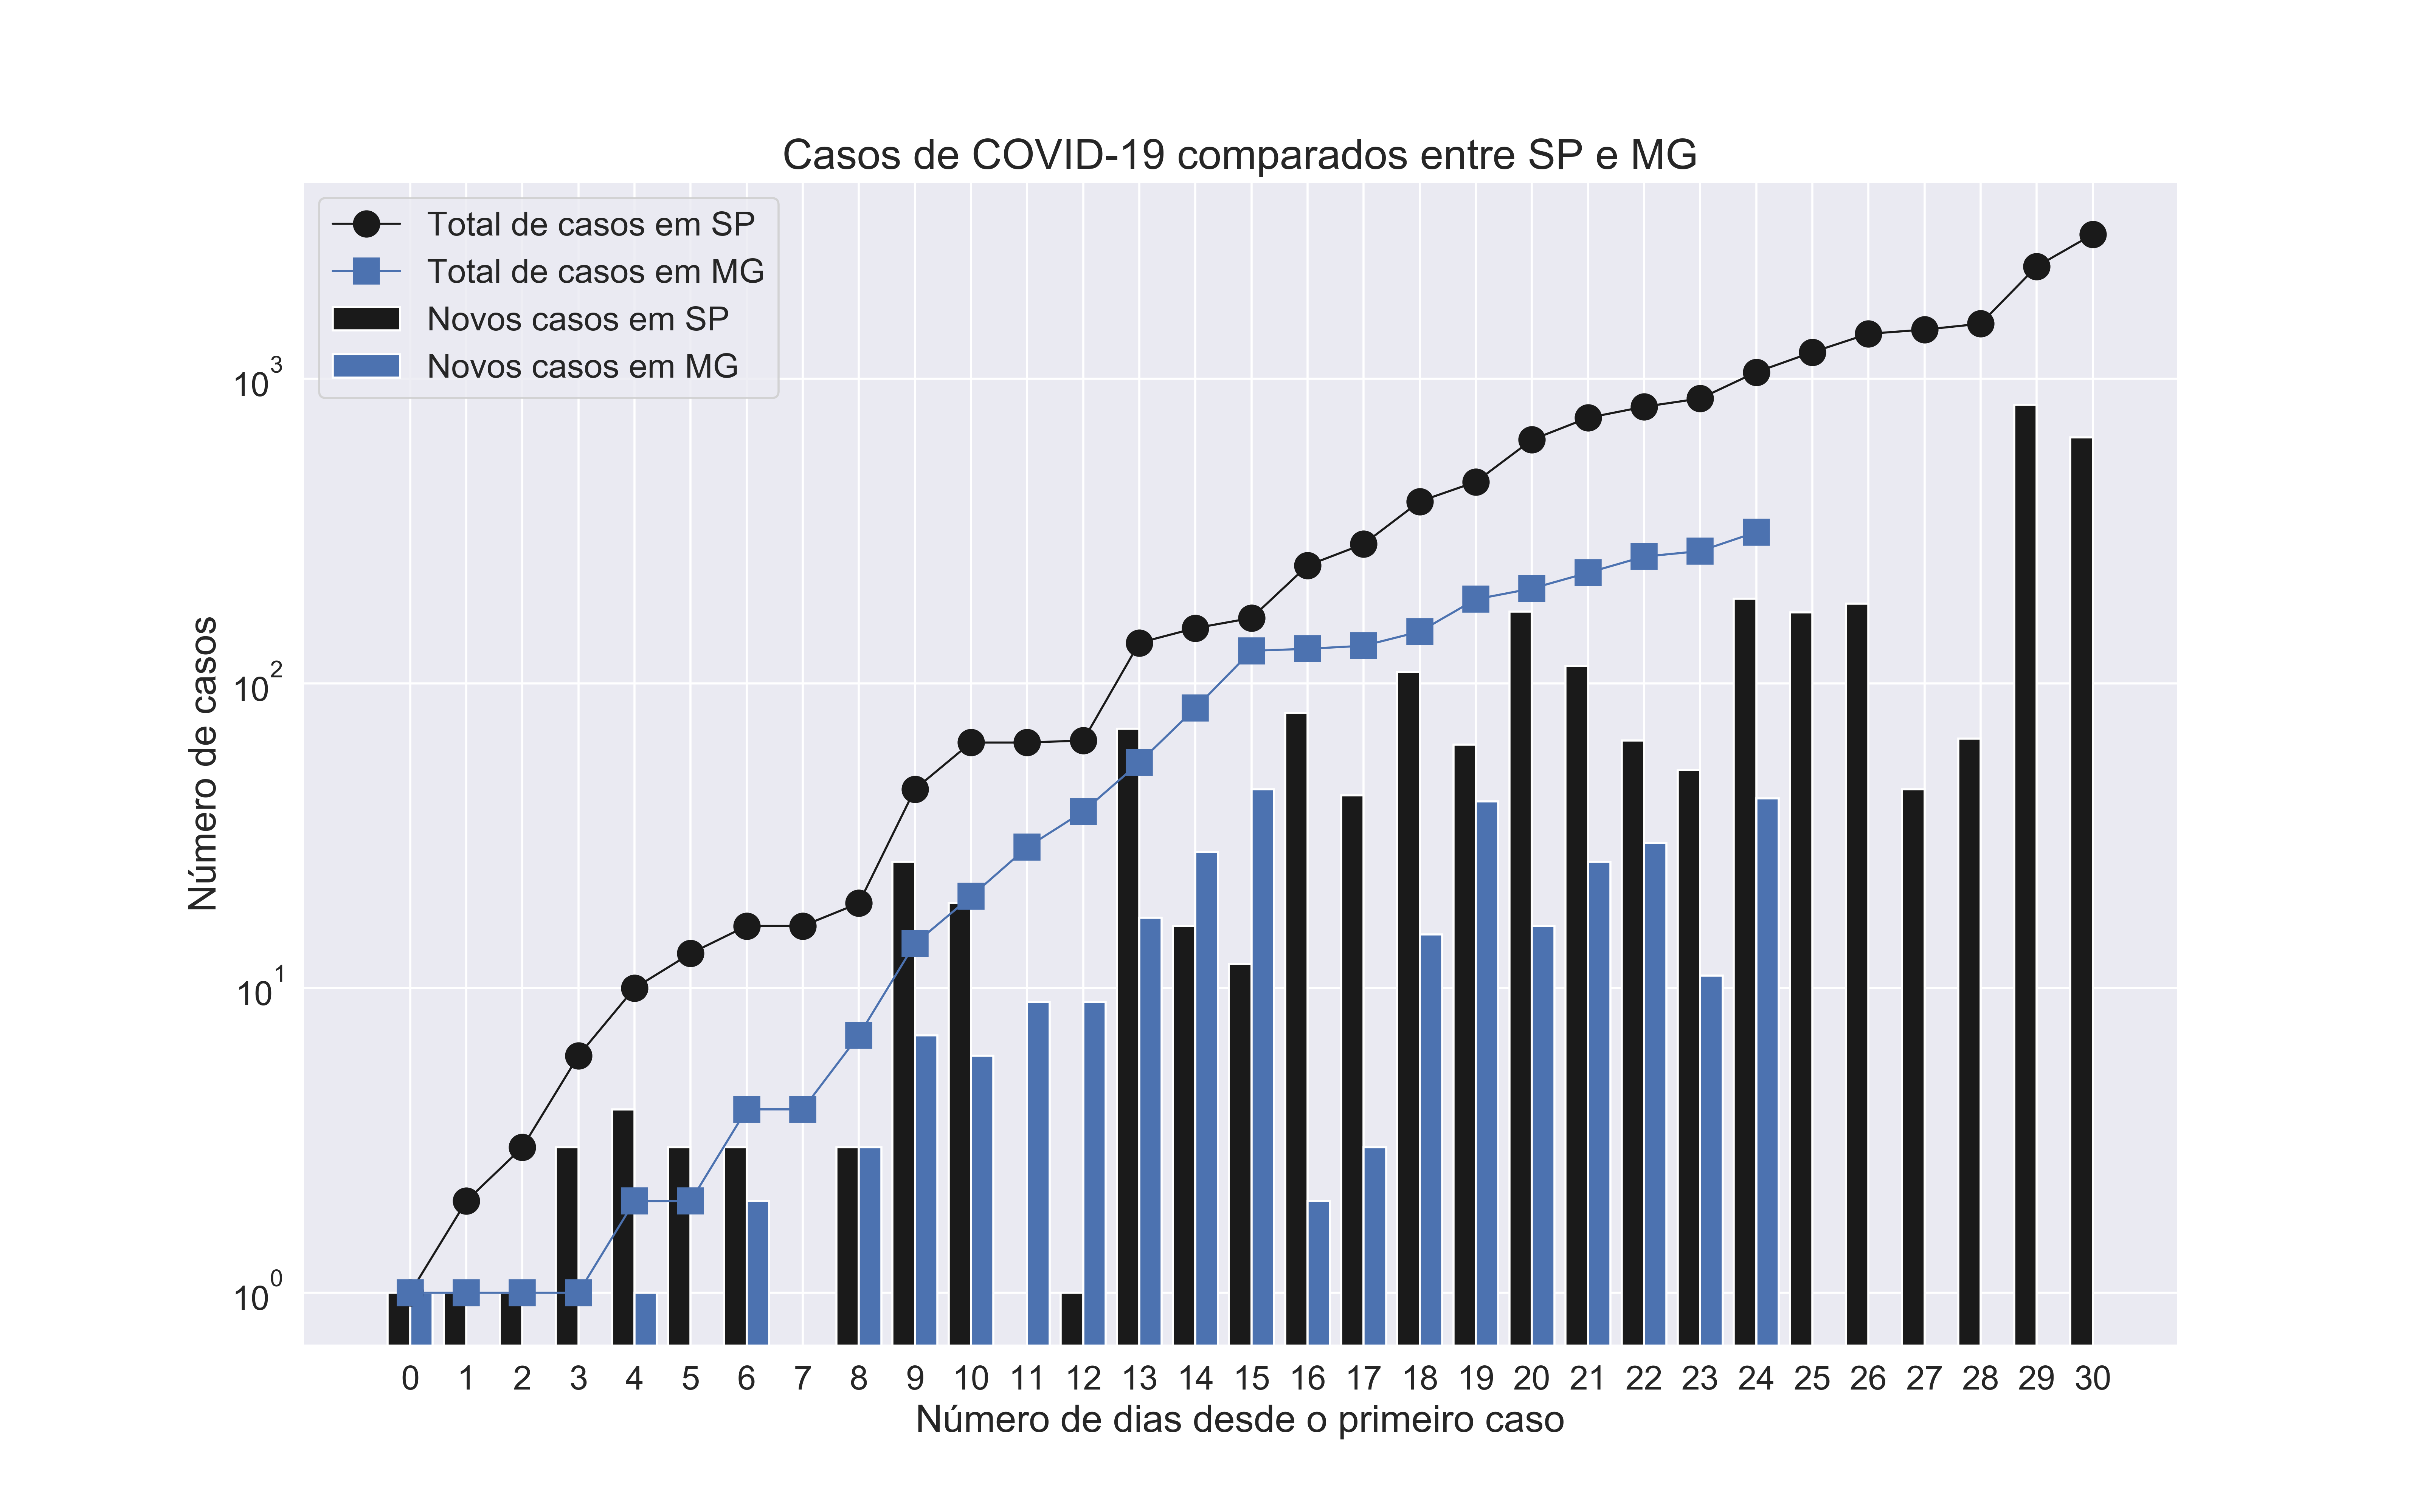 Casos de COVID-19 comparados entre SP e MG
Total de casos em SP
Total de casos em MG
Novos casos em SP
Novos casos em MG
Número de casos
10^3
10^2
10^1
10^0
0 1 2 3 4 5 6 7 8 9 10 11 12 13 14 15 16 17 18 19 20 21 22 23 24 25 26 27 28 29 30
Número de dias desde o primeiro caso